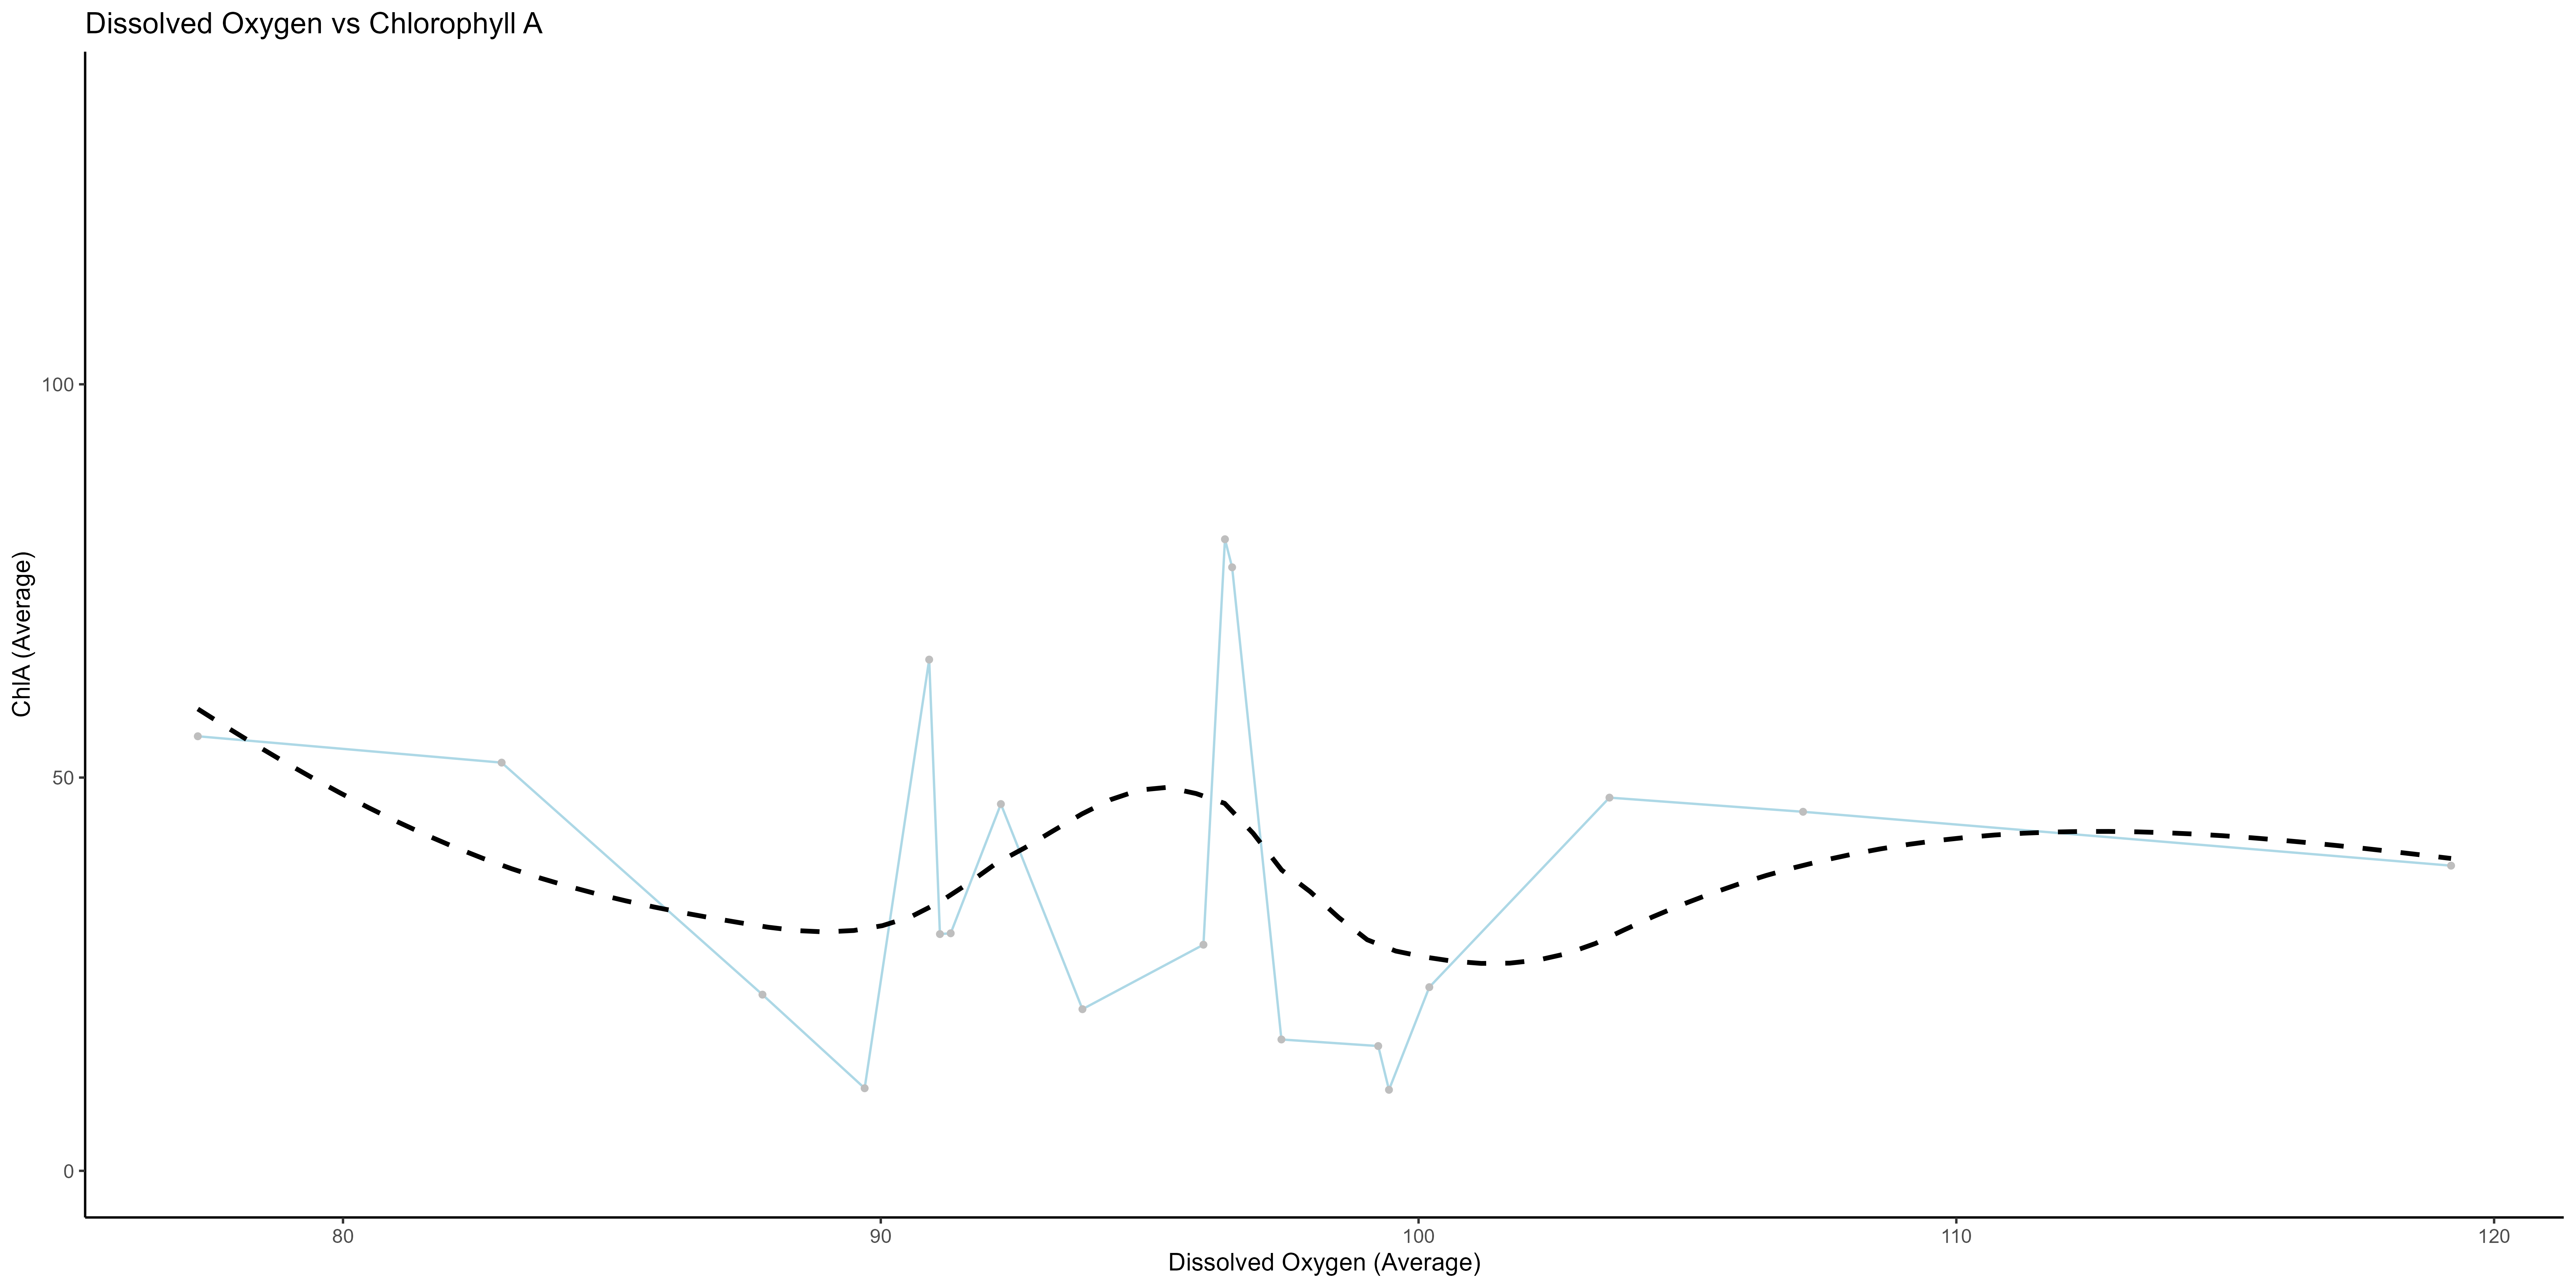 Dissolved Oxygen vs Chlorophyll A
ChlA (Average)
100
50
0
80
90
100
110
120
Dissolved Oxygen (Average)